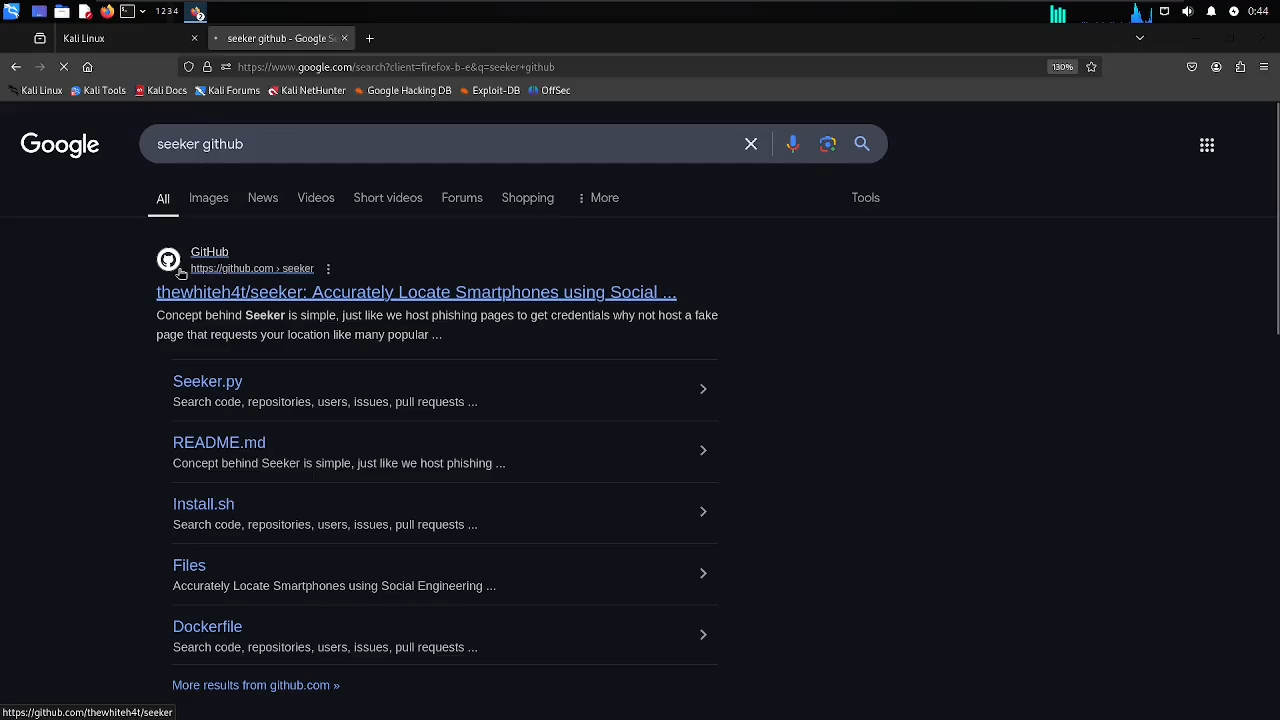 1 2 3 4
2
0:44
Kali Linux
seeker github - Google Se
https://www.google.com/search?client=firefox-b-e&q=seeker+github
130%
Kali Linux
Kali Tools
Kali Docs
Kali Forums
Kali NetHunter
Google Hacking DB
Exploit-DB
OffSec
Google
seeker github
All
Images
News
Videos
Short videos
Forums
Shopping
More
Tools
GitHub
https://github.com › seeker
thewhiteh4t/seeker: Accurately Locate Smartphones using Social ...
Concept behind Seeker is simple, just like we host phishing pages to get credentials why not host a fake
page that requests your location like many popular ...
Seeker.py
Search code, repositories, users, issues, pull requests ...
README.md
Concept behind Seeker is simple, just like we host phishing ...
Install.sh
Search code, repositories, users, issues, pull requests ...
Files
Accurately Locate Smartphones using Social Engineering ...
Dockerfile
Search code, repositories, users, issues, pull requests ...
More results from github.com »
https://github.com/thewhiteh4t/seeker